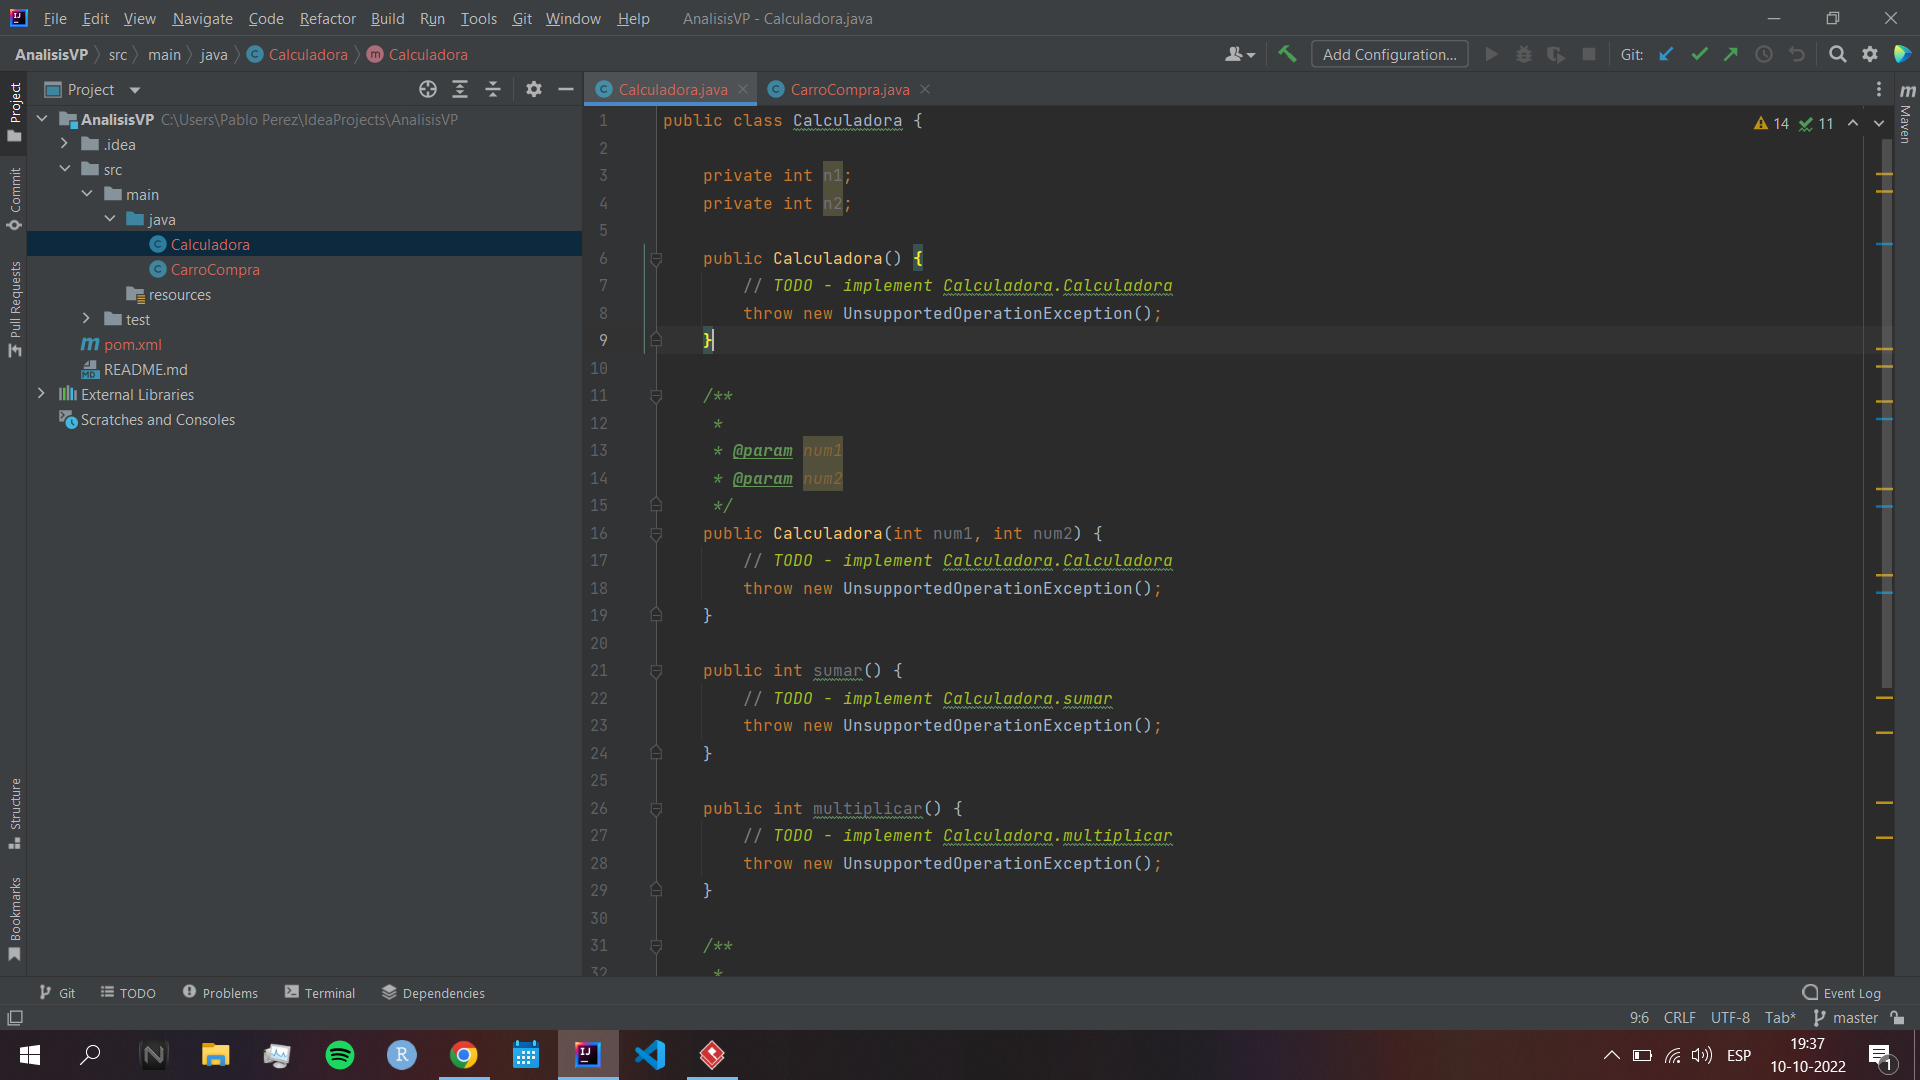 File Edit View Navigate Code Refactor Build Run Tools Git Window Help AnalisisVP - Calculadora.java
AnalisisVP src main java Calculadora Calculadora Add Configuration... Git:
Project
Calculadora.java CarroCompra.java
AnalisisVP C:\Users\Pablo Perez\IdeaProjects\AnalisisVP
.idea
src
main
java
Calculadora
CarroCompra
resources
test
pom.xml
README.md
External Libraries
Scratches and Consoles
Project
Commit
Pull Requests
Structure
Bookmarks
14 11
Maven
1 public class Calculadora {
2
3 private int n1;
4 private int n2;
5
6 public Calculadora() {
7 // TODO - implement Calculadora.Calculadora
8 throw new UnsupportedOperationException();
9 }
10
11 /**
12 *
13 * @param num1
14 * @param num2
15 */
16 public Calculadora(int num1, int num2) {
17 // TODO - implement Calculadora.Calculadora
18 throw new UnsupportedOperationException();
19 }
20
21 public int sumar() {
22 // TODO - implement Calculadora.sumar
23 throw new UnsupportedOperationException();
24 }
25
26 public int multiplicar() {
27 // TODO - implement Calculadora.multiplicar
28 throw new UnsupportedOperationException();
29 }
30
31 /**
32 *
Git TODO Problems Terminal Dependencies Event Log
9:6 CRLF UTF-8 Tab* master
ESP
19:37
10-10-2022
1